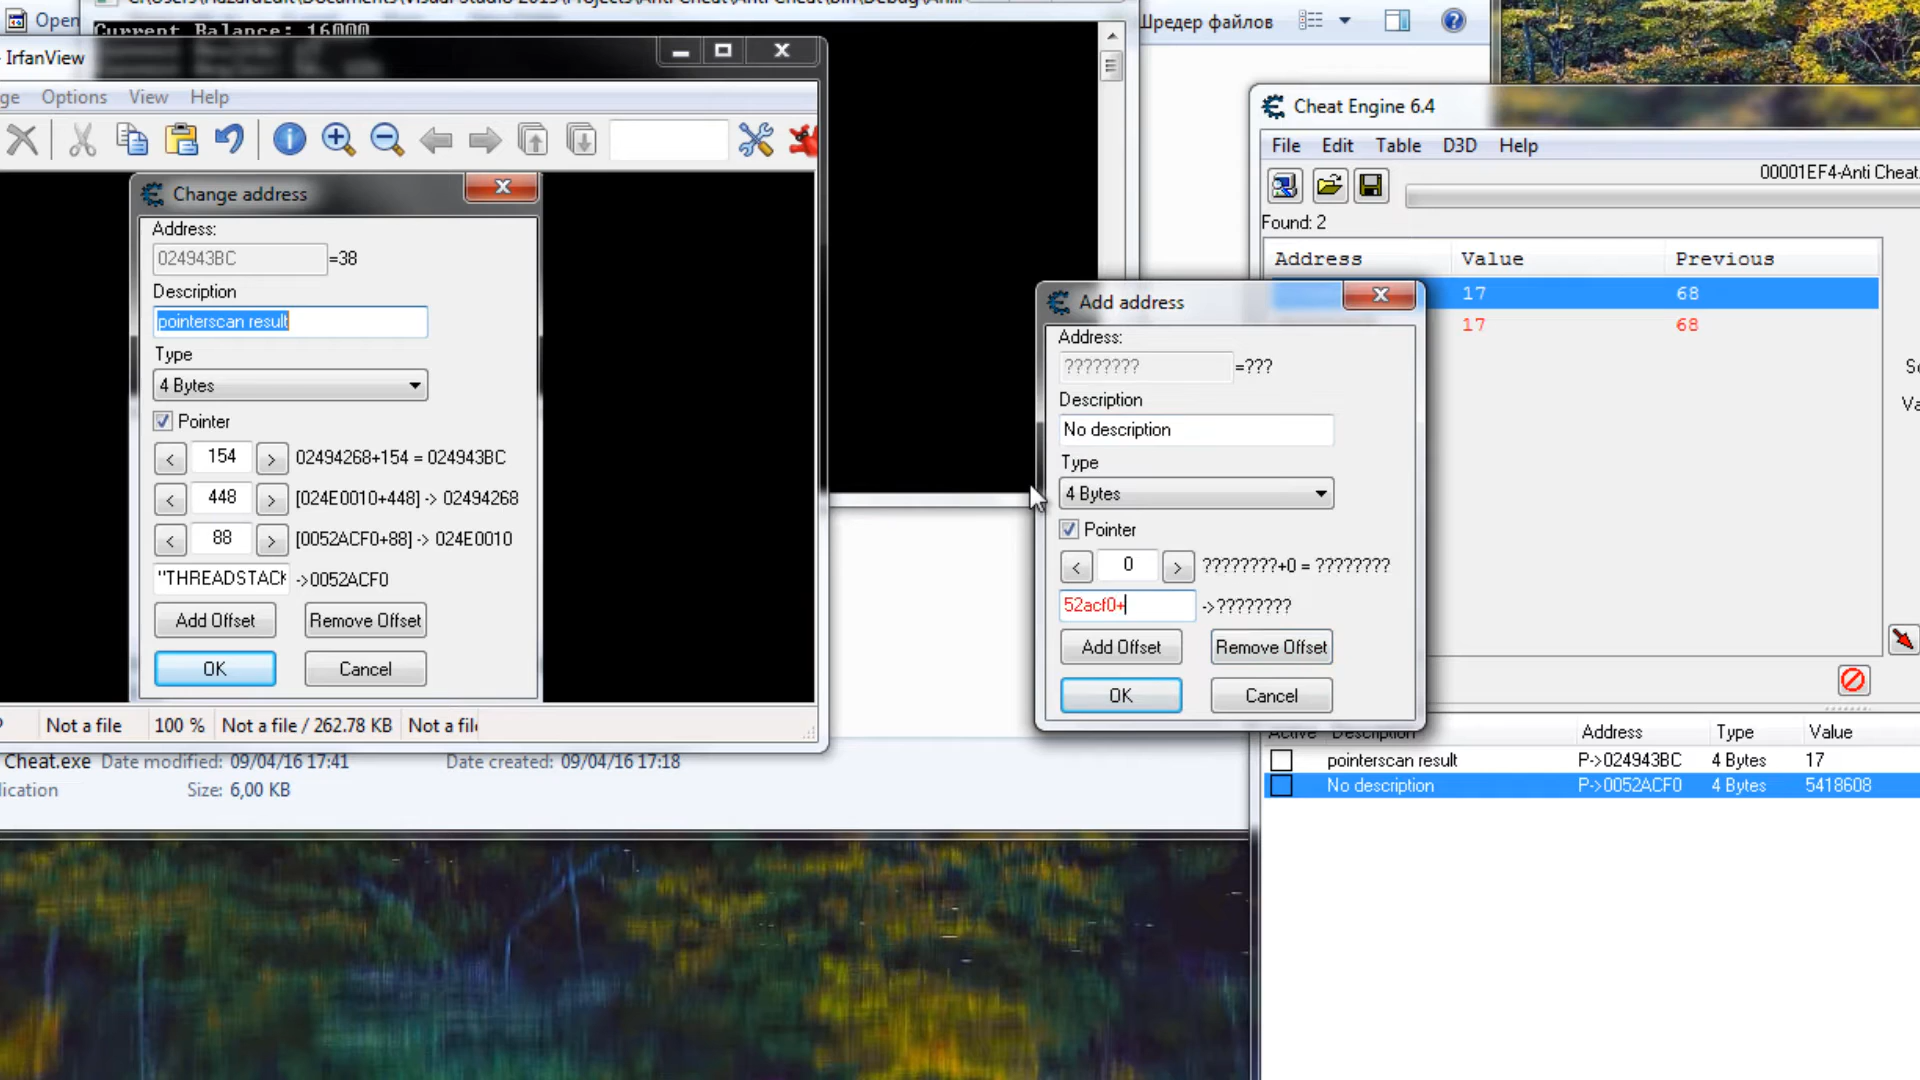 Open
Current Balance: 16000
Шредер файлов
IrfanView
ge Options View Help
Change address
Address:
024943BC =38
Description
pointerscan result
Type
4 Bytes
Pointer
< 154 > 02494268+154 = 024943BC
< 448 > [024E0010+448] -> 02494268
< 88 > [0052ACF0+88] -> 024E0010
"THREADSTACK ->0052ACF0
Add Offset Remove Offset
OK Cancel
Not a file 100 % Not a file / 262.78 KB Not a fil
Cheat.exe Date modified: 09/04/16 17:41 Date created: 09/04/16 17:18
lication Size: 6,00 KB
Add address
Address:
???????? =???
Description
No description
Type
4 Bytes
Pointer
< 0 > ????????+0 = ????????
52acf0+ ->????????
Add Offset Remove Offset
OK Cancel
Cheat Engine 6.4
File Edit Table D3D Help
00001EF4-Anti Cheat
Found: 2
Address Value Previous
17 68
17 68
Sc
Va
Active Description Address Type Value
pointerscan result P->024943BC 4 Bytes 17
No description P->0052ACF0 4 Bytes 5418608